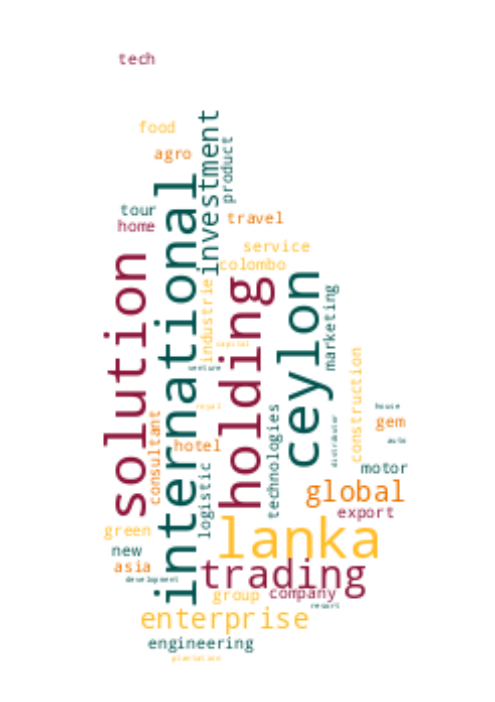 tech
food
agro
investment
product
international
tour
home
travel
service
colombo
solution
holding
ceylon
industrie
marketing
capital
venture
construction
royal
house
consultant
technologies
distributor
gem
auto
hotel
logistic
motor
global
export
lanka
green
new
asia
trading
development
group
company
resort
enterprise
engineering
plantation